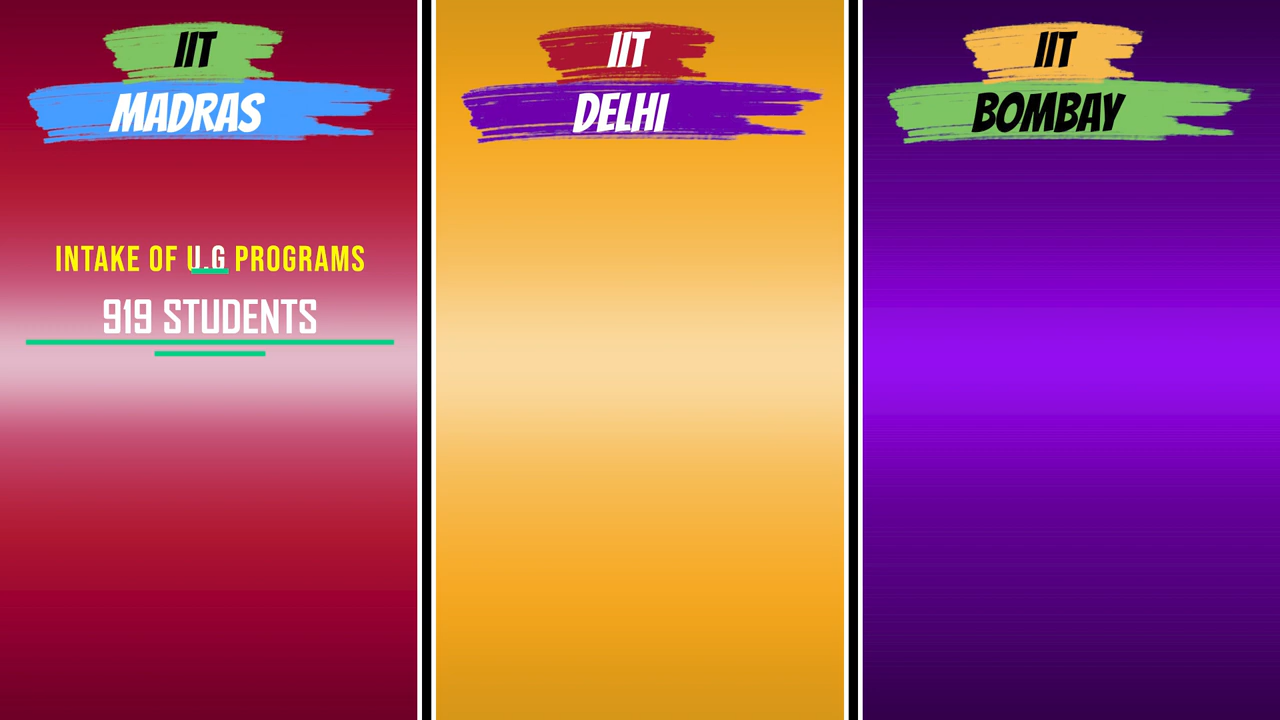 IIT
MADRAS
INTAKE OF U.G PROGRAMS
919 STUDENTS
IIT
DELHI
IIT
BOMBAY